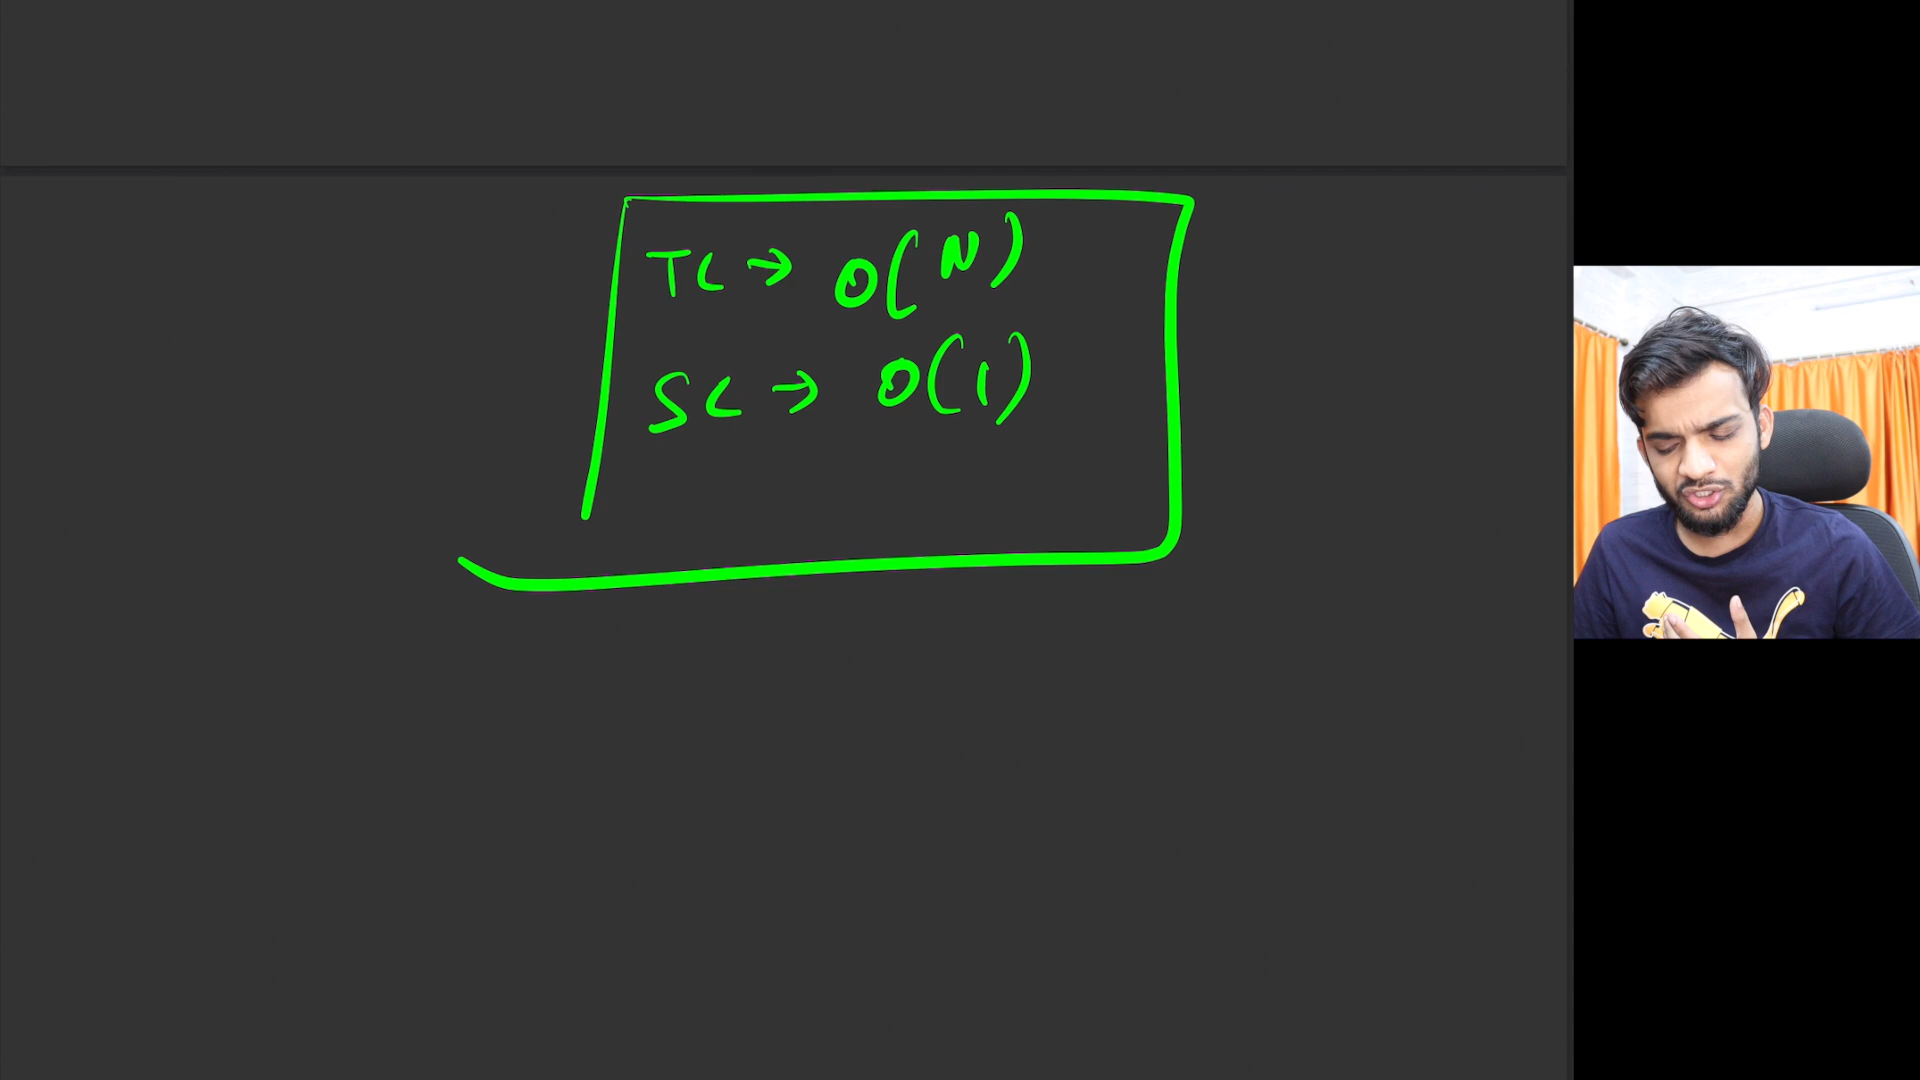 TC → O(N)
SC → O(1)